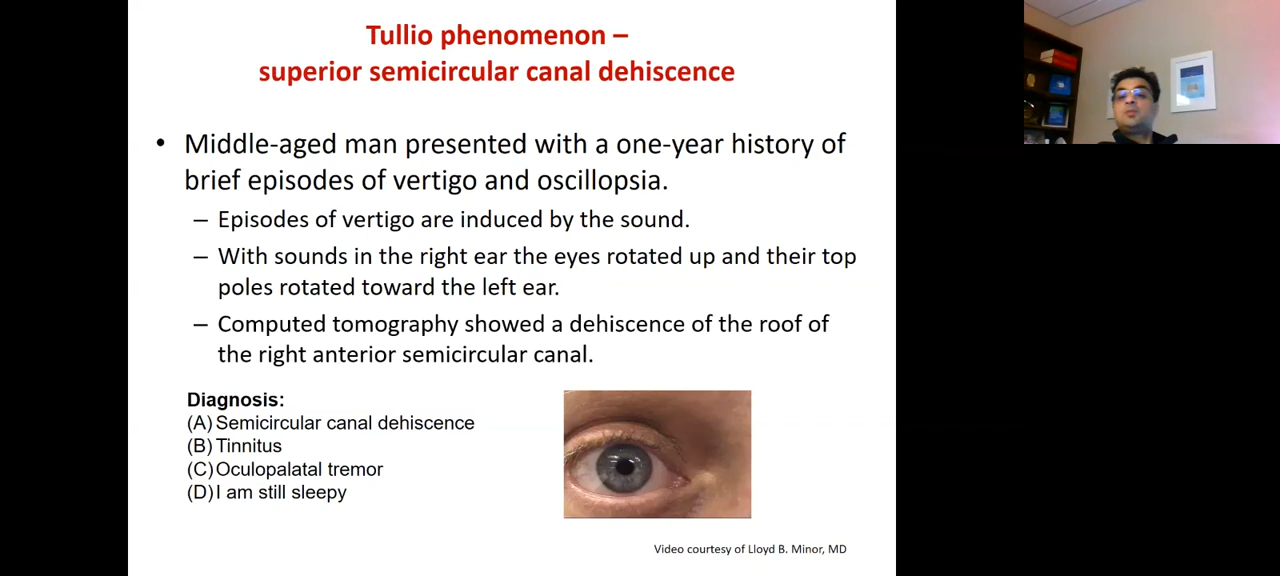 Tullio phenomenon –
superior semicircular canal dehiscence
• Middle-aged man presented with a one-year history of
brief episodes of vertigo and oscillopsia.
– Episodes of vertigo are induced by the sound.
– With sounds in the right ear the eyes rotated up and their top
poles rotated toward the left ear.
– Computed tomography showed a dehiscence of the roof of
the right anterior semicircular canal.
Diagnosis:
(A) Semicircular canal dehiscence
(B) Tinnitus
(C) Oculopalatal tremor
(D) I am still sleepy
Video courtesy of Lloyd B. Minor, MD